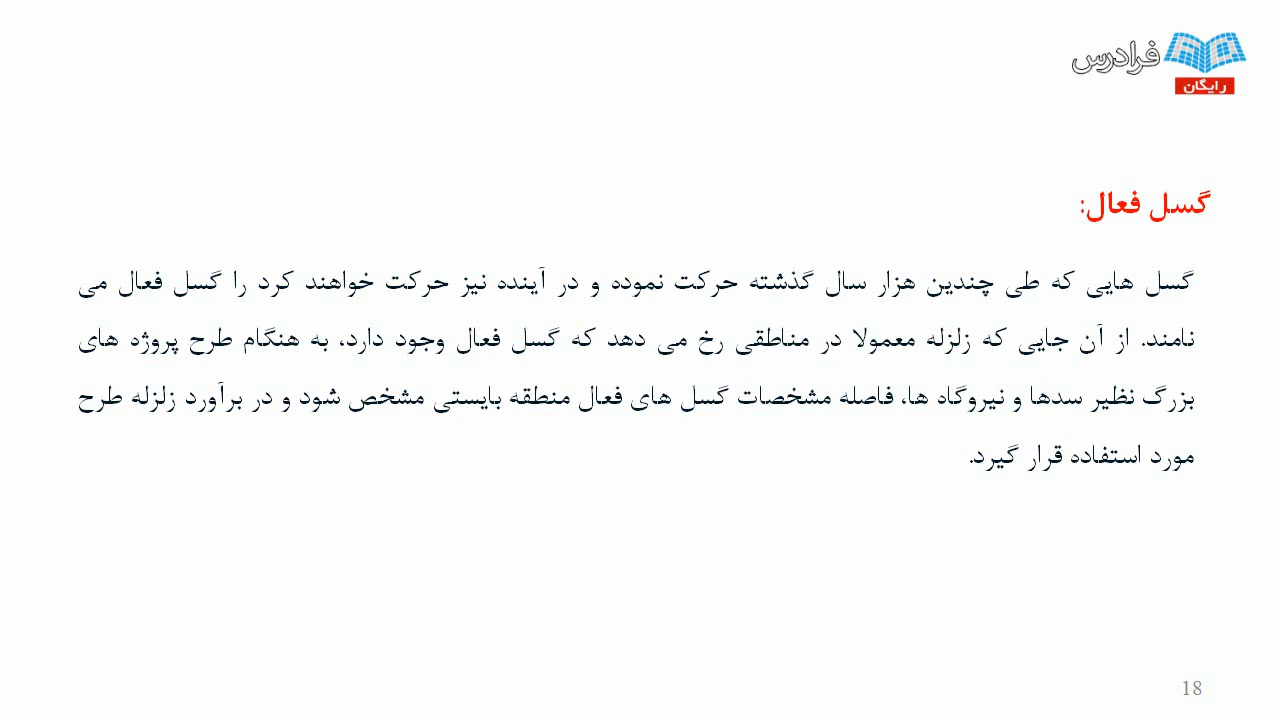 فرادرس
رایگان
گسل فعال:
گسل هایی که طی چندین هزار سال گذشته حرکت نموده و در آینده نیز حرکت خواهند کرد را گسل فعال می
نامند. از آن جایی که زلزله معمولا در مناطقی رخ می دهد که گسل فعال وجود دارد، به هنگام طرح پروژه های
بزرگ نظیر سدها و نیروگاه ها، فاصله مشخصات گسل های فعال منطقه بایستی مشخص شود و در برآورد زلزله طرح
مورد استفاده قرار گیرد.
18